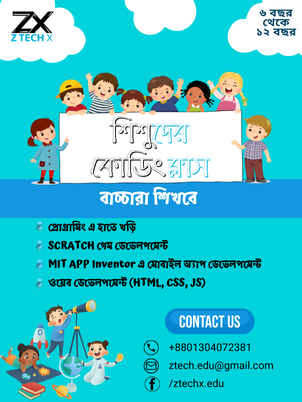 ZX
Z TECH X
৬ বছর
থেকে
১২ বছর
শিশুদের
কোডিং ক্লাস
বাচ্চারা শিখবে
প্রোগ্রামিং এ হাতে খড়ি
SCRATCH গেম ডেভেলপমেন্ট
MIT APP Inventor এ মোবাইল অ্যাপ ডেভেলপমেন্ট
ওয়েব ডেভেলপমেন্ট (HTML, CSS, JS)
CONTACT US
+8801304072381
ztech.edu@gmail.com
/ztechx.edu